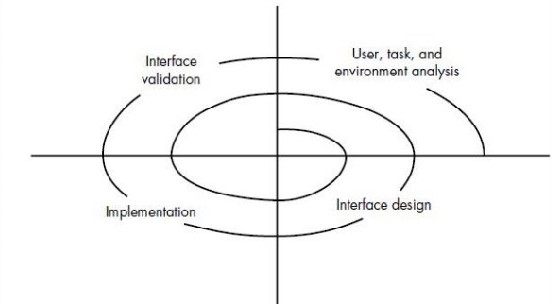 Interface
validation
User, task, and
environment analysis
Implementation
Interface design